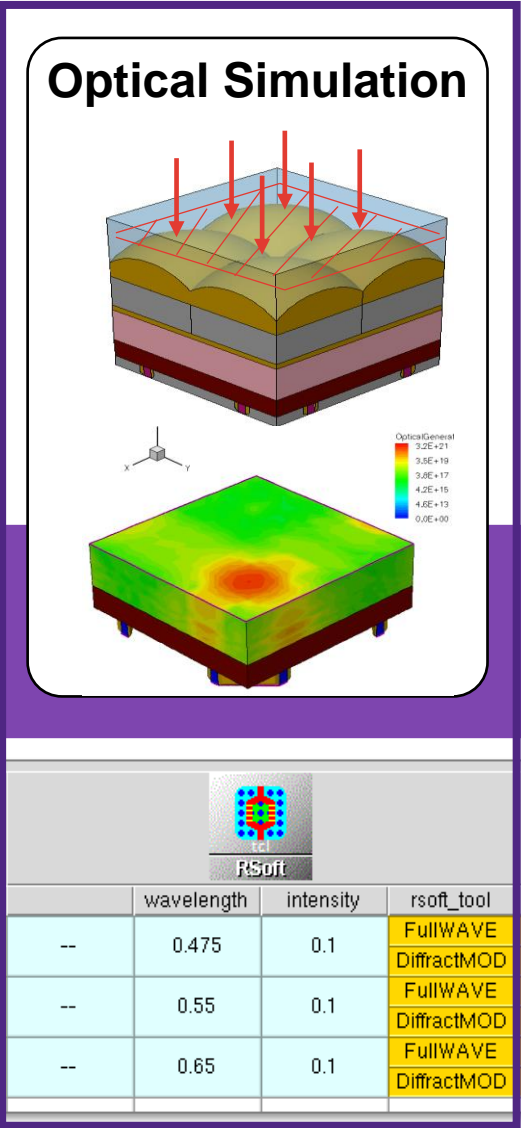 Optical Simulation
OpticalGeneral
3.2E+21
3.5E+19
3.8E+17
4.2E+15
4.6E+13
0.0E+00
X
Y
tcl
RSoft
wavelength intensity rsoft_tool
-- 0.475 0.1 FullWAVE
DiffractMOD
-- 0.55 0.1 FullWAVE
DiffractMOD
-- 0.65 0.1 FullWAVE
DiffractMOD